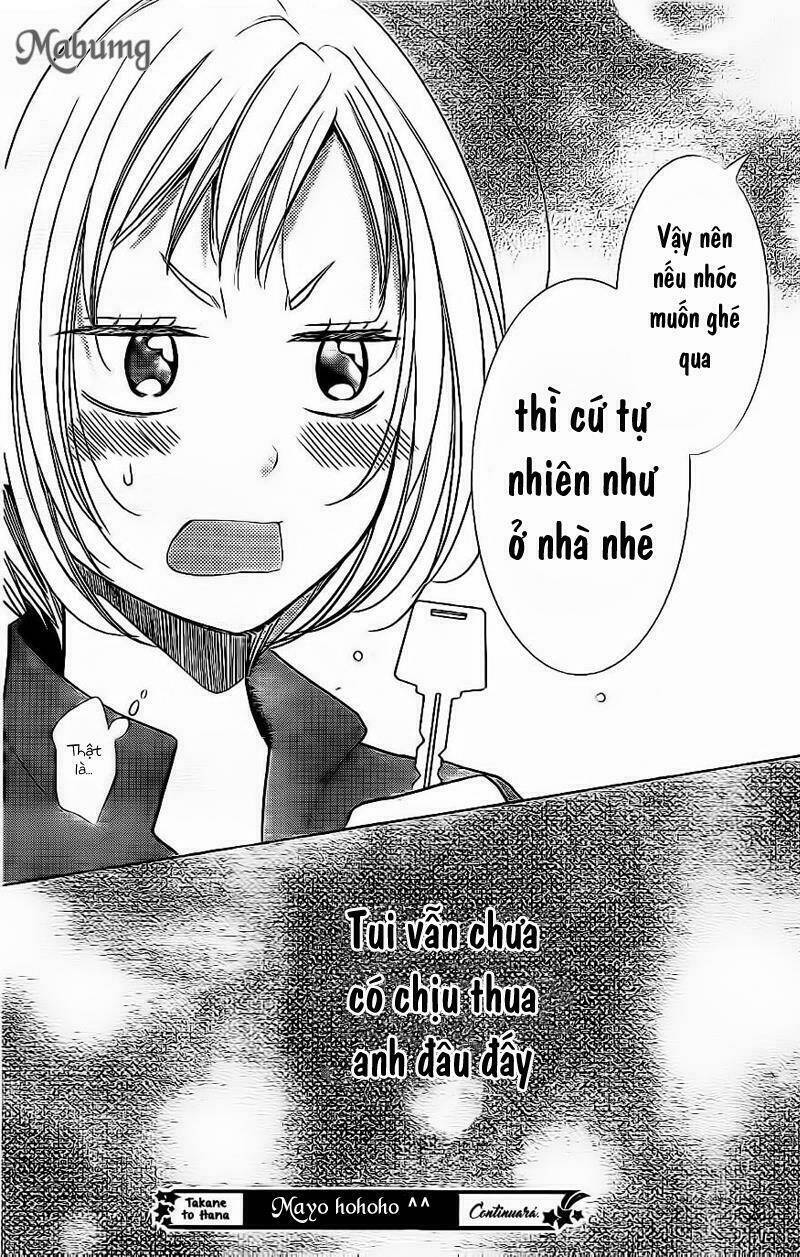 Mabumg
Vậy nên
nếu nhóc
muốn ghé
qua
thì cứ tự
nhiên như
ở nhà nhé
Thật
là...
Tui vẫn chưa
có chịu thua
anh đâu đấy
Takane
to Hana
Mayo hohoho ^^
Continuará.